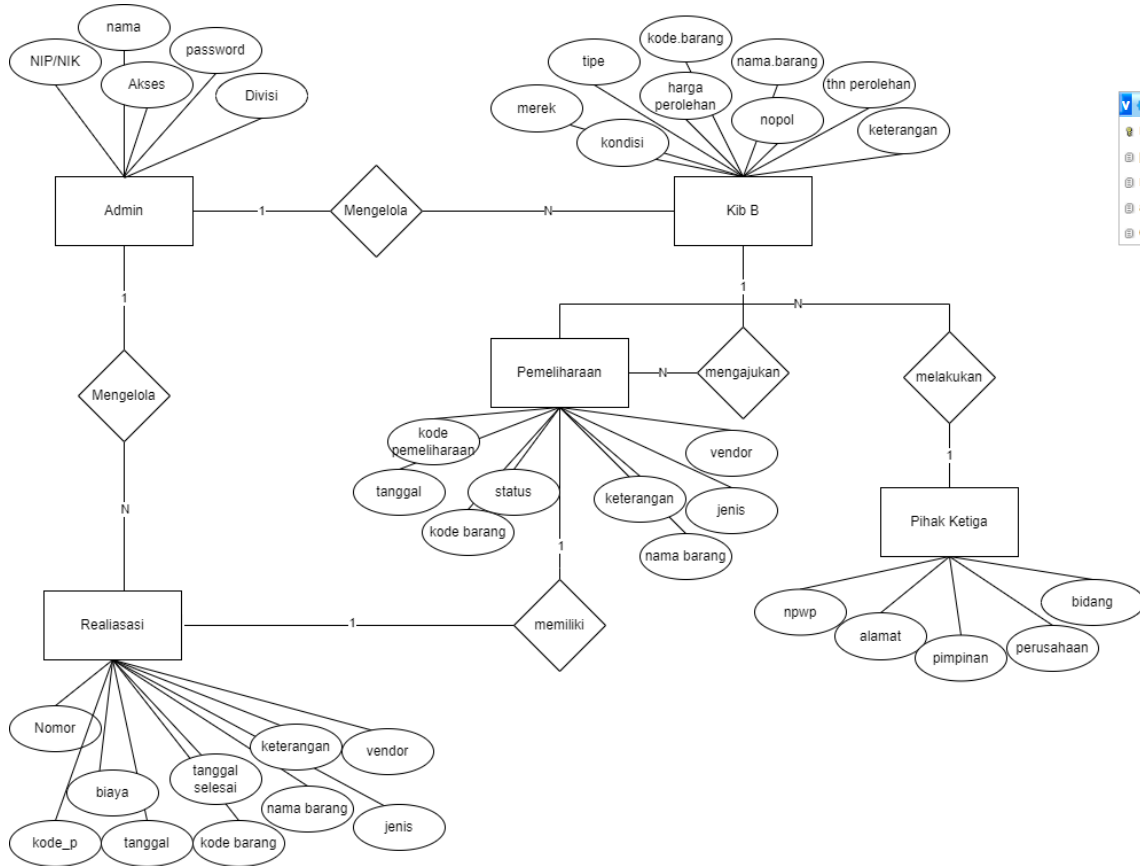 nama
NIP/NIK
password
Akses
Divisi
kode.barang
tipe
nama.barang
harga
perolehan
thn perolehan
merek
nopol
keterangan
kondisi
V
Admin
1
Mengelola
N
Kib B
1
1
N
Pemeliharaan
N
mengajukan
melakukan
Mengelola
kode
pemeliharaan
vendor
1
tanggal
status
keterangan
jenis
kode barang
nama barang
Pihak Ketiga
N
1
npwp
bidang
Realiasasi
1
memiliki
alamat
perusahaan
pimpinan
Nomor
keterangan
vendor
tanggal
selesai
biaya
nama barang
jenis
kode_p
tanggal
kode barang